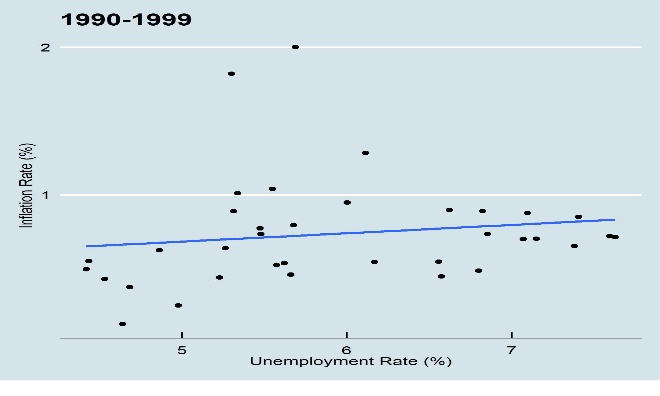 1990-1999
2
Inflation Rate (%)
1
5 6 7
Unemployment Rate (%)